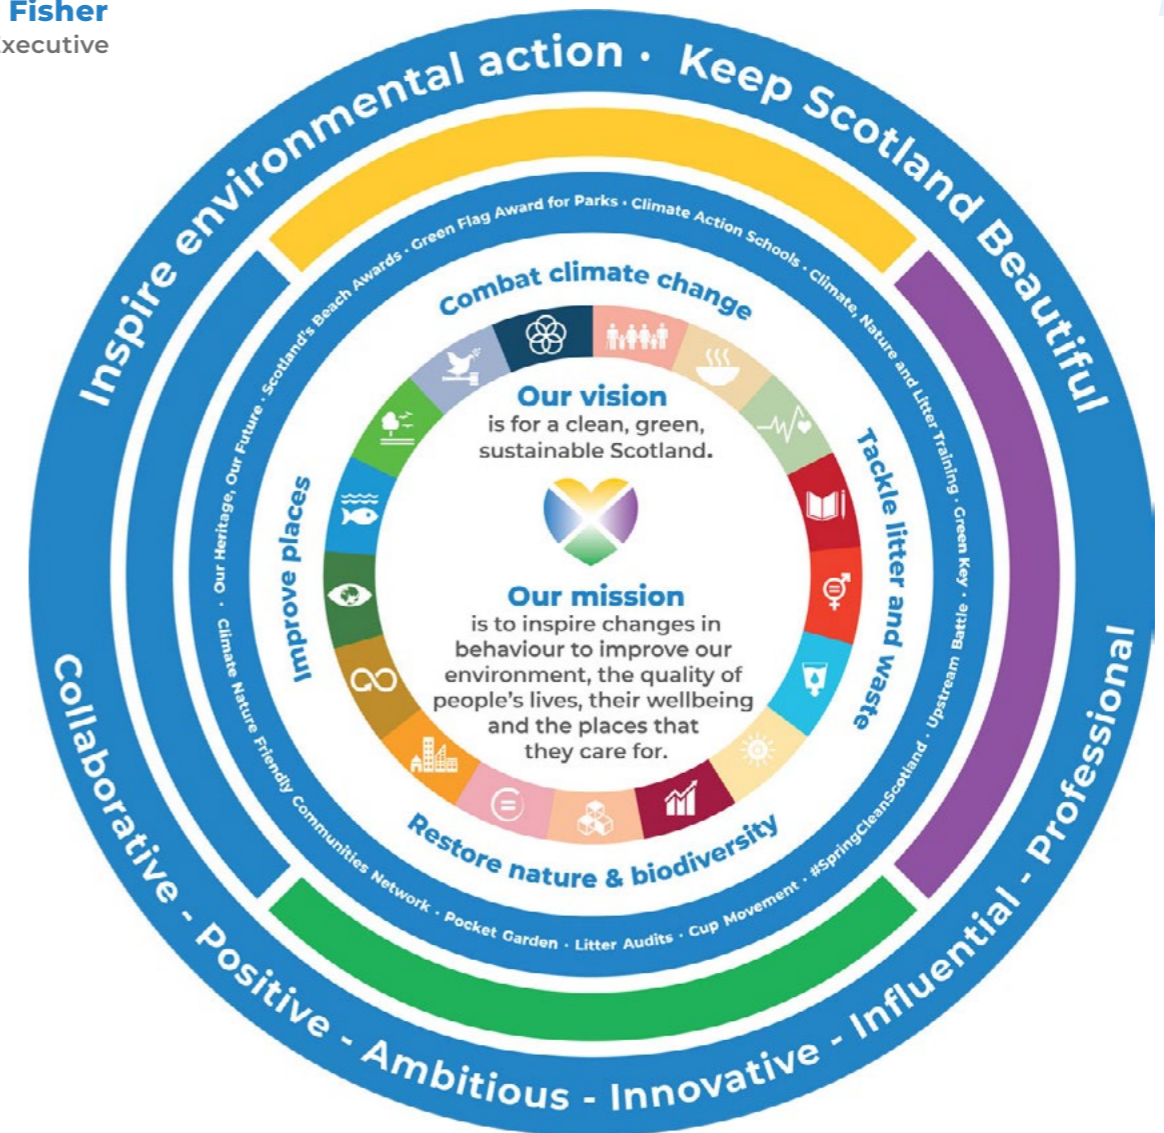 Fisher
Executive
Inspire environmental action · Keep Scotland Beautiful
Collaborative - Positive - Ambitious - Innovative - Influential - Professional
· Our Heritage, Our Future · Scotland's Beach Awards · Green Flag Award for Parks · Climate Action Schools · Climate, Nature and Litter Training · Green Key · Upstream Battle · #SpringCleanScotland · Cup Movement · Litter Audits · Pocket Garden · Climate Nature Friendly Communities Network
Combat climate change
Tackle litter and waste
Restore nature & biodiversity
Improve places
Our vision
is for a clean, green,
sustainable Scotland.
Our mission
is to inspire changes in
behaviour to improve our
environment, the quality of
people's lives, their wellbeing
and the places that
they care for.